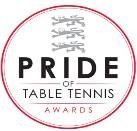 PRIDE
OF
TABLE TENNIS
AWARDS